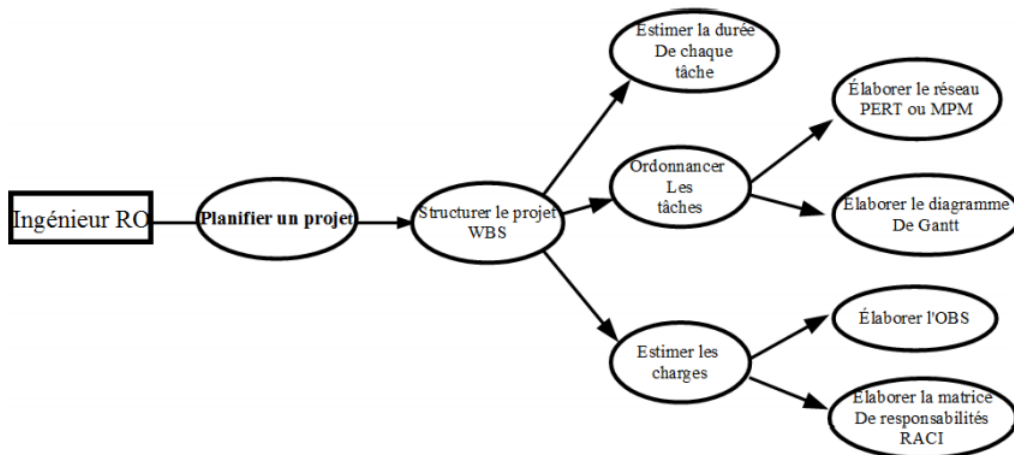 Ingénieur RO
Planifier un projet
Structurer le projet
WBS
Estimer la durée
De chaque
tâche
Ordonnancer
Les
tâches
Estimer les
charges
Élaborer le réseau
PERT ou MPM
Élaborer le diagramme
De Gantt
Élaborer l'OBS
Élaborer la matrice
De responsabilités
RACI